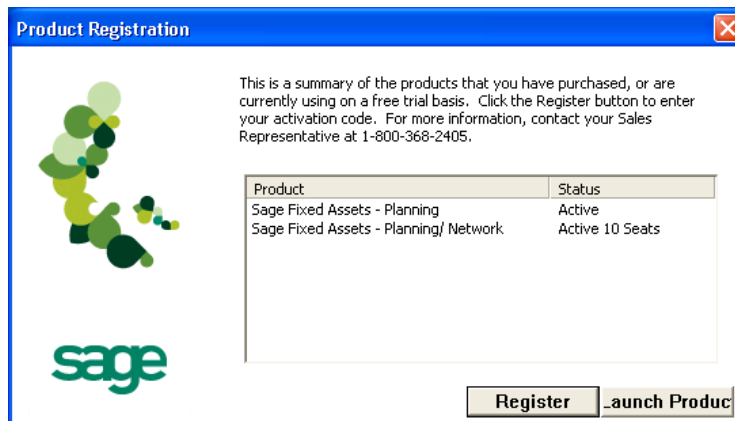 Product Registration
This is a summary of the products that you have purchased, or are
currently using on a free trial basis. Click the Register button to enter
your activation code. For more information, contact your Sales
Representative at 1-800-368-2405.
Product Status
Sage Fixed Assets - Planning Active
Sage Fixed Assets - Planning/ Network Active 10 Seats
sage
Register Launch Product